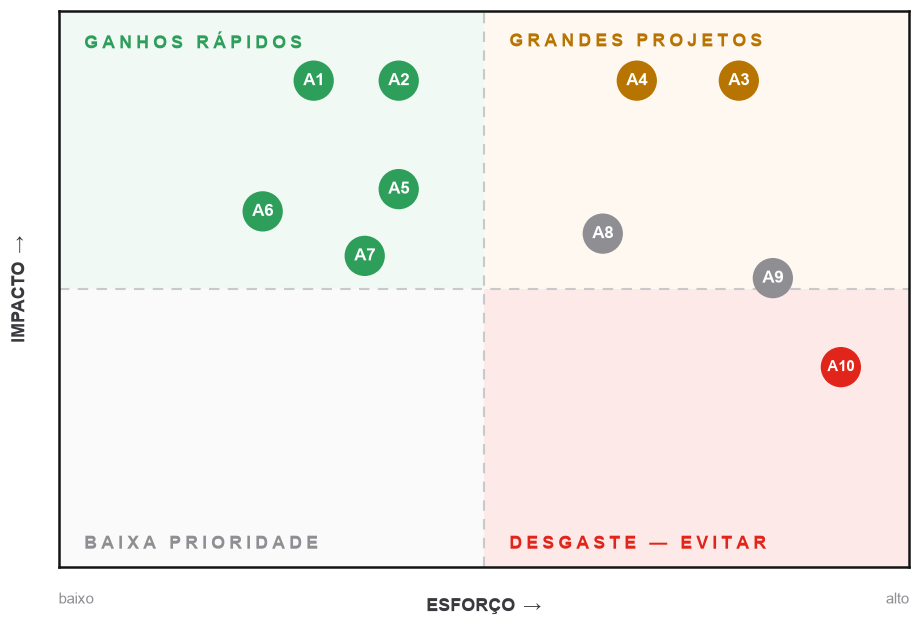 GANHOS RÁPIDOS
GRANDES PROJETOS
A1
A2
A4
A3
A5
A6
A7
A8
A9
A10
IMPACTO →
BAIXA PRIORIDADE
DESGASTE — EVITAR
baixo
ESFORÇO →
alto